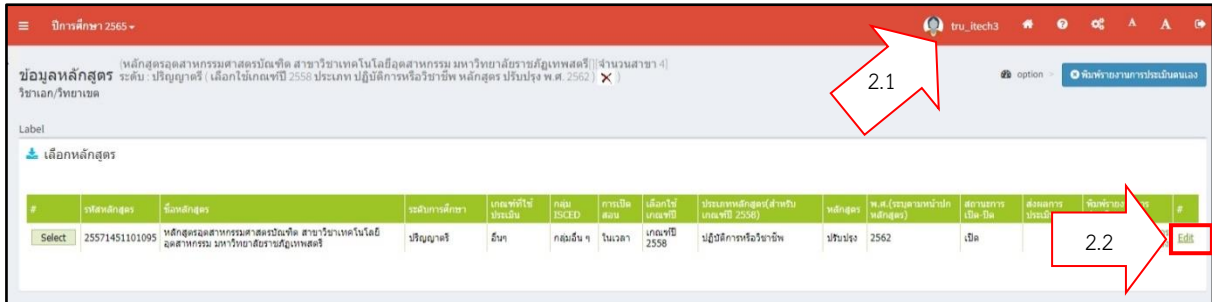 ปีการศึกษา 2565
tru_itech3
A
A
2.1
ข้อมูลหลักสูตร
(หลักสูตรอุตสาหกรรมศาสตรบัณฑิต สาขาวิชาเทคโนโลยีอุตสาหกรรม มหาวิทยาลัยราชภัฏเทพสตรี)[จำนวนสาขา 4]
ระดับ : ปริญญาตรี ( เลือกใช้เกณฑ์ปี 2558 ประเภท ปฏิบัติการหรือวิชาชีพ หลักสูตร ปรับปรุง พ.ศ. 2562 )
วิชาเอก/วิทยาเขต
option
พิมพ์รายงานการประเมินตนเอง
Label
เลือกหลักสูตร
# รหัสหลักสูตร ชื่อหลักสูตร ระดับการศึกษา เกณฑ์ที่ใช้ประเมิน กลุ่ม ISCED การเปิดสอน เลือกใช้เกณฑ์ปี ประเภทหลักสูตร(สำหรับเกณฑ์ปี 2558) หลักสูตร พ.ศ.(ระบุตามหน้าปกหลักสูตร) สถานะการเปิด-ปิด ส่งผลการ #
Select 25571451101095 หลักสูตรอุตสาหกรรมศาสตรบัณฑิต สาขาวิชาเทคโนโลยีอุตสาหกรรม มหาวิทยาลัยราชภัฏเทพสตรี ปริญญาตรี อื่นๆ กลุ่มอื่น ๆ ในเวลา เกณฑ์ปี 2558 ปฏิบัติการหรือวิชาชีพ ปรับปรุง 2562 เปิด Edit
2.2